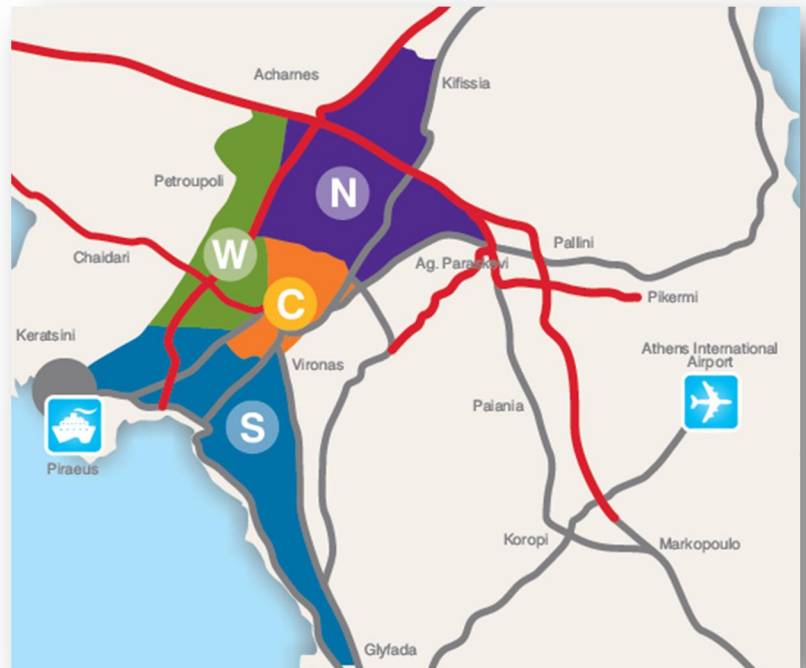 Acharnes
Kifissia
Petroupoli
N
W
Chaidari
Pallini
Ag. Paraskevi
C
Pikermi
Keratsini
Athens International
Airport
Vironas
Paiania
S
Piraeus
Koropi
Markopoulo
Glyfada